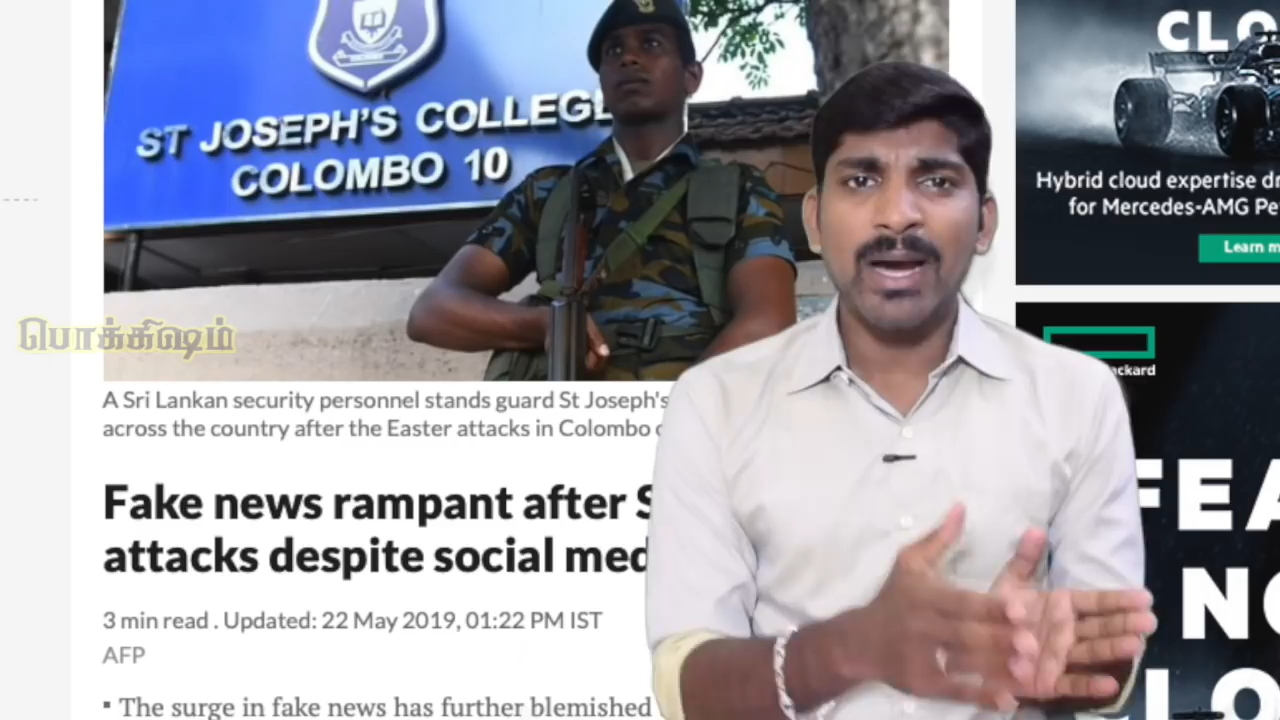 ST JOSEPH'S COLLEGE
COLOMBO 10
CLO
Hybrid cloud expertise dr
for Mercedes-AMG Pe
Learn m
பொக்கிஷம்
ackard
A Sri Lankan security personnel stands guard St Joseph's
across the country after the Easter attacks in Colombo
Fake news rampant after S
attacks despite social med
3 min read . Updated: 22 May 2019, 01:22 PM IST
AFP
▪ The surge in fake news has further blemished
FEA
NO
LO